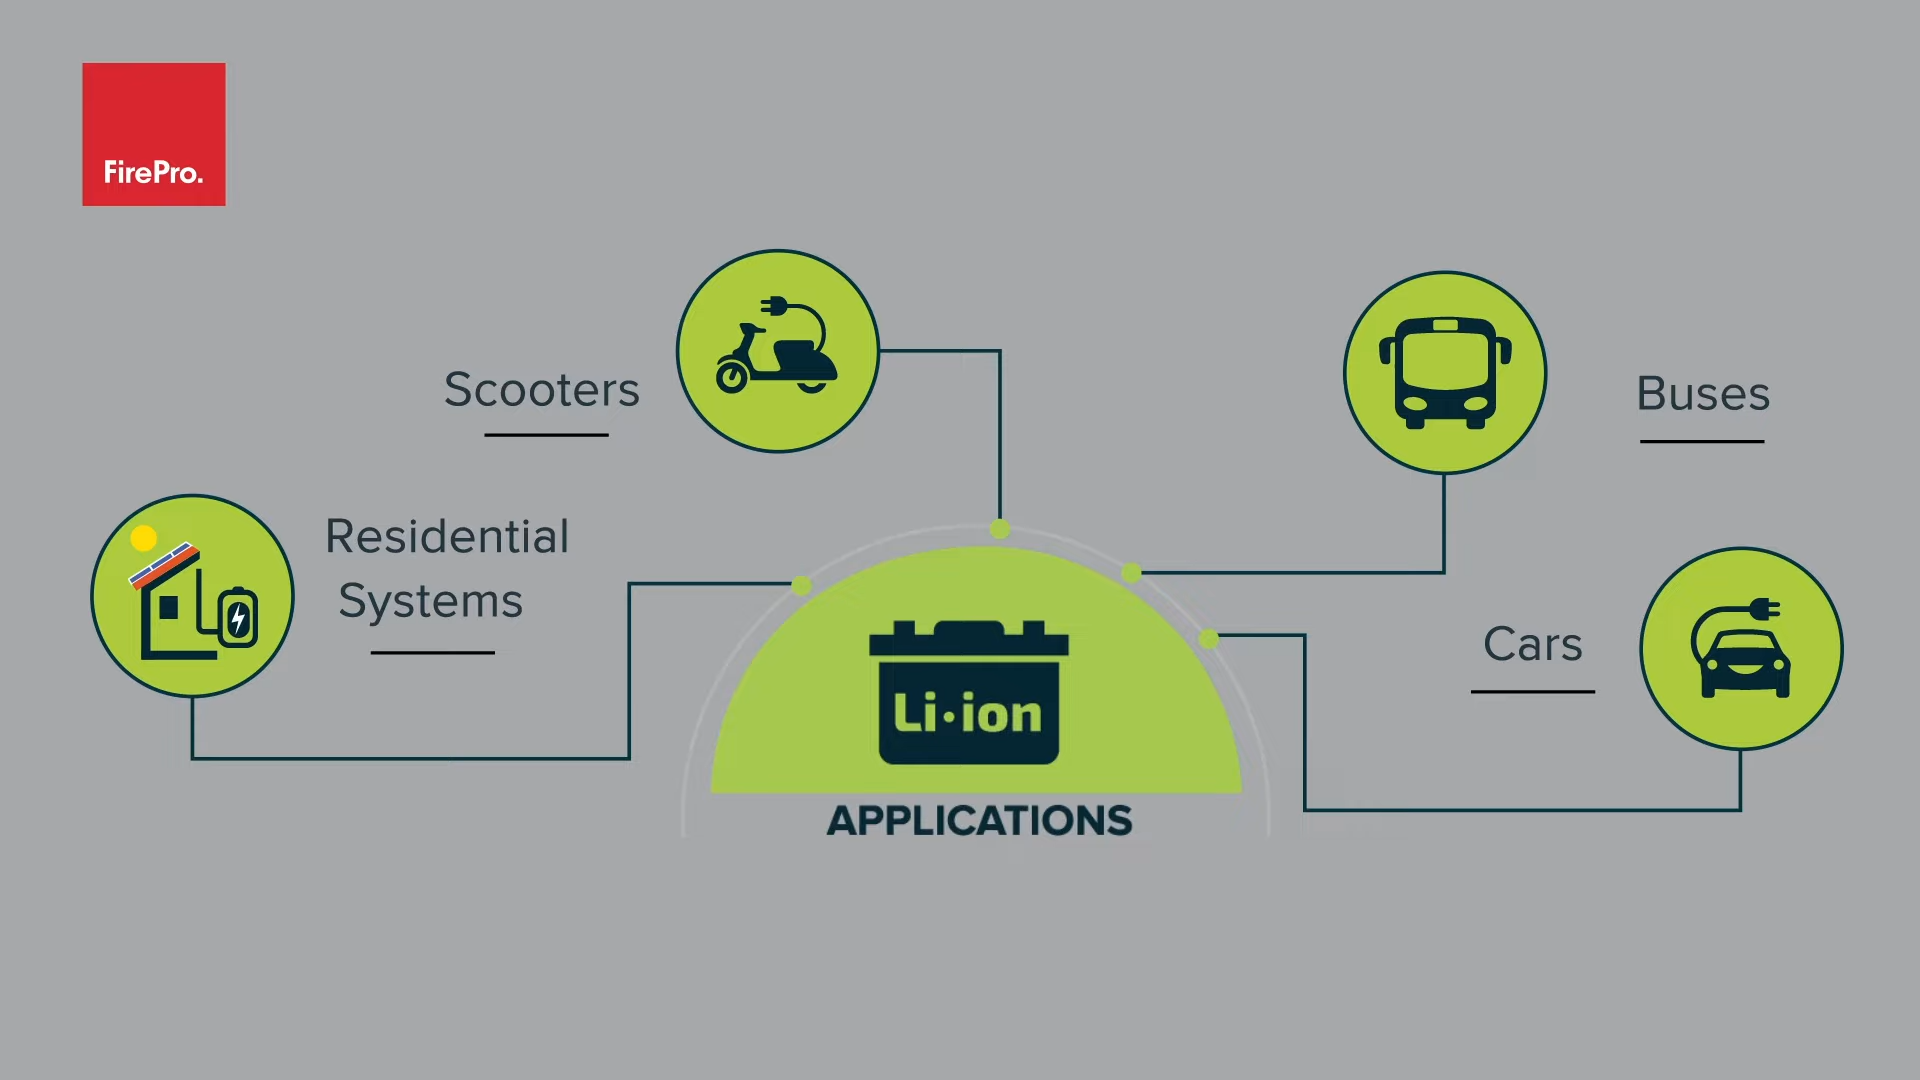 FirePro.
Scooters
Buses
Residential
Systems
Cars
Li·ion
APPLICATIONS